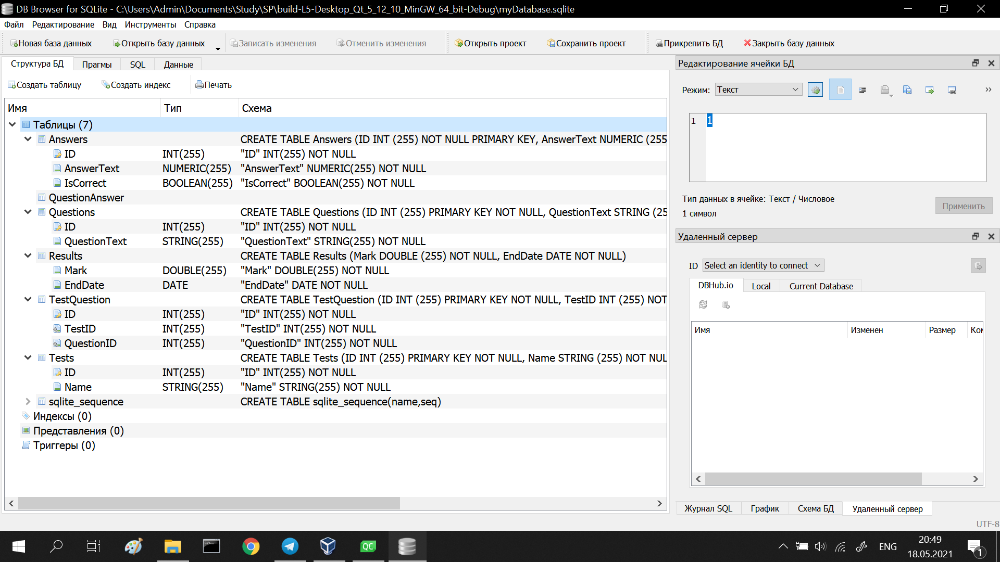 DB Browser for SQLite - C:\Users\Admin\Documents\Study\SP\build-L5-Desktop_Qt_5_12_10_MinGW_64_bit-Debug\myDatabase.sqlite
Файл Редактирование Вид Инструменты Справка
Новая база данных Открыть базу данных Записать изменения Отменить изменения Открыть проект Сохранить проект Прикрепить БД Закрыть базу данных
Структура БД Прагмы SQL Данные
Создать таблицу Создать индекс Печать
Имя Тип Схема
Таблицы (7)
Answers CREATE TABLE Answers (ID INT (255) NOT NULL PRIMARY KEY, AnswerText NUMERIC (255
ID INT(255) "ID" INT(255) NOT NULL
AnswerText NUMERIC(255) "AnswerText" NUMERIC(255) NOT NULL
IsCorrect BOOLEAN(255) "IsCorrect" BOOLEAN(255) NOT NULL
QuestionAnswer
Questions CREATE TABLE Questions (ID INT (255) PRIMARY KEY NOT NULL, QuestionText STRING (25
ID INT(255) "ID" INT(255) NOT NULL
QuestionText STRING(255) "QuestionText" STRING(255) NOT NULL
Results CREATE TABLE Results (Mark DOUBLE (255) NOT NULL, EndDate DATE NOT NULL)
Mark DOUBLE(255) "Mark" DOUBLE(255) NOT NULL
EndDate DATE "EndDate" DATE NOT NULL
TestQuestion CREATE TABLE TestQuestion (ID INT (255) PRIMARY KEY NOT NULL, TestID INT (255) NOT
ID INT(255) "ID" INT(255) NOT NULL
TestID INT(255) "TestID" INT(255) NOT NULL
QuestionID INT(255) "QuestionID" INT(255) NOT NULL
Tests CREATE TABLE Tests (ID INT (255) PRIMARY KEY NOT NULL, Name STRING (255) NOT NUL
ID INT(255) "ID" INT(255) NOT NULL
Name STRING(255) "Name" STRING(255) NOT NULL
sqlite_sequence CREATE TABLE sqlite_sequence(name,seq)
Индексы (0)
Представления (0)
Триггеры (0)
Редактирование ячейки БД
Режим: Текст
1 1
Тип данных в ячейке: Текст / Числовое
1 символ
Применить
Удаленный сервер
ID Select an identity to connect
DBHub.io Local Current Database
Имя Изменен Размер Ком
Журнал SQL График Схема БД Удаленный сервер
UTF-8
QC
ENG
20:49
18.05.2021
1